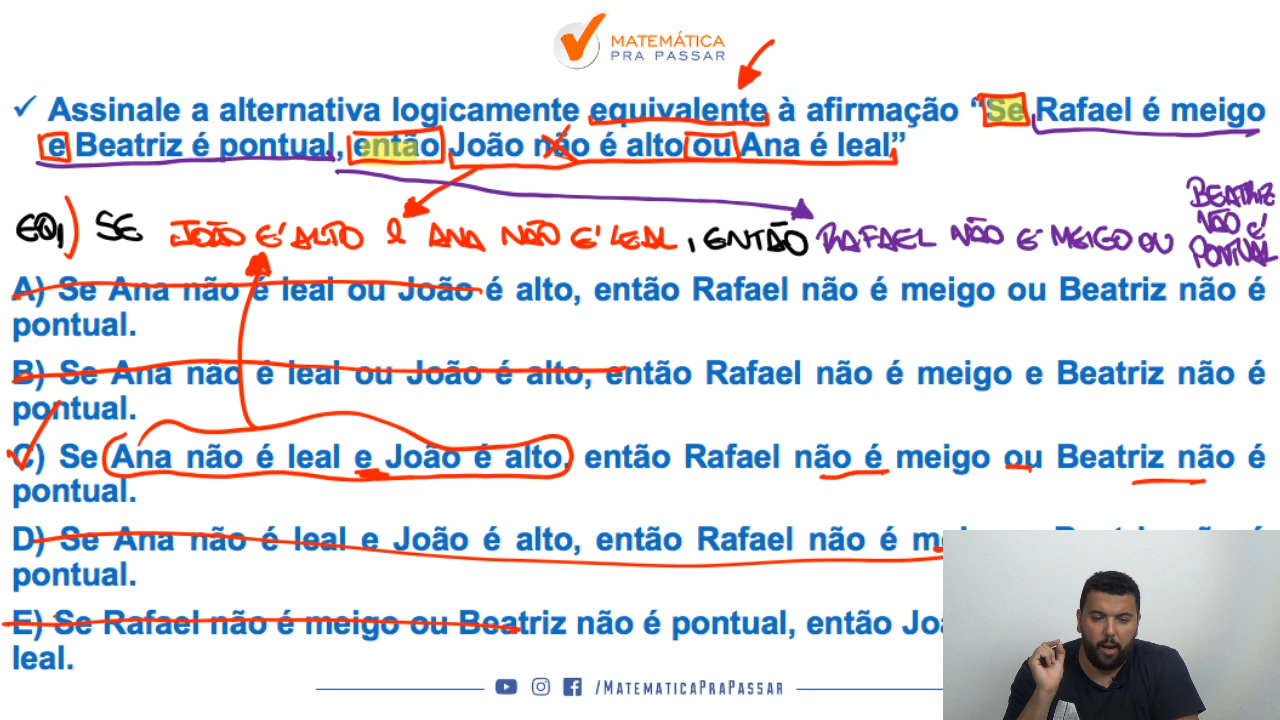 MATEMÁTICA
PRA PASSAR
✓ Assinale a alternativa logicamente equivalente à afirmação “Se Rafael é meigo
e Beatriz é pontual, então João não é alto ou Ana é leal”
EQ1) SE JOÃO É ALTO e ANA NÃO É LEAL, ENTÃO RAFAEL NÃO É MEIGO OU BEATRIZ NÃO É PONTUAL
A) Se Ana não é leal ou João é alto, então Rafael não é meigo ou Beatriz não é
pontual.
B) Se Ana não é leal ou João é alto, então Rafael não é meigo e Beatriz não é
pontual.
C) Se Ana não é leal e João é alto, então Rafael não é meigo ou Beatriz não é
pontual.
D) Se Ana não é leal e João é alto, então Rafael não é
pontual.
E) Se Rafael não é meigo ou Beatriz não é pontual, então
leal.
/MatematicaPraPassar